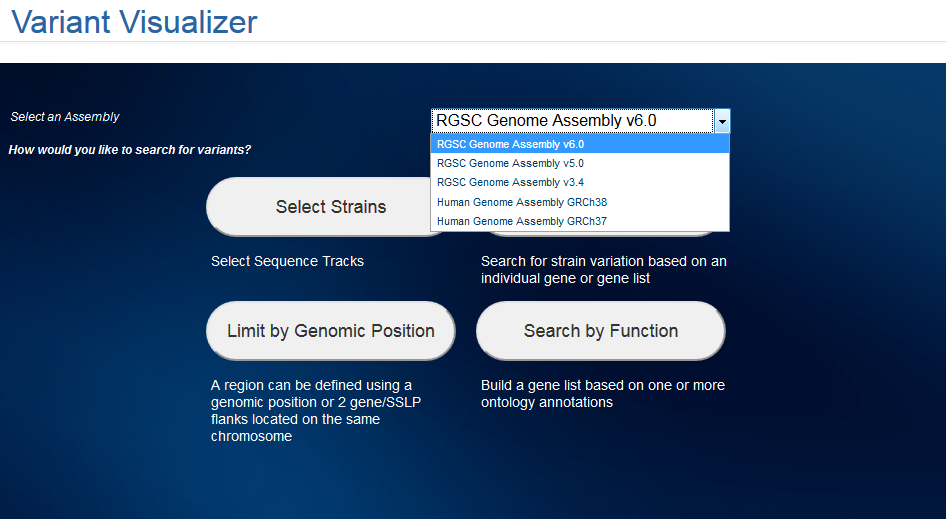 Variant Visualizer
Select an Assembly
RGSC Genome Assembly v6.0
How would you like to search for variants?
RGSC Genome Assembly v6.0
RGSC Genome Assembly v5.0
RGSC Genome Assembly v3.4
Human Genome Assembly GRCh38
Human Genome Assembly GRCh37
Select Strains
Select Sequence Tracks
Search for strain variation based on an
individual gene or gene list
Limit by Genomic Position
Search by Function
A region can be defined using a
genomic position or 2 gene/SSLP
flanks located on the same
chromosome
Build a gene list based on one or more
ontology annotations